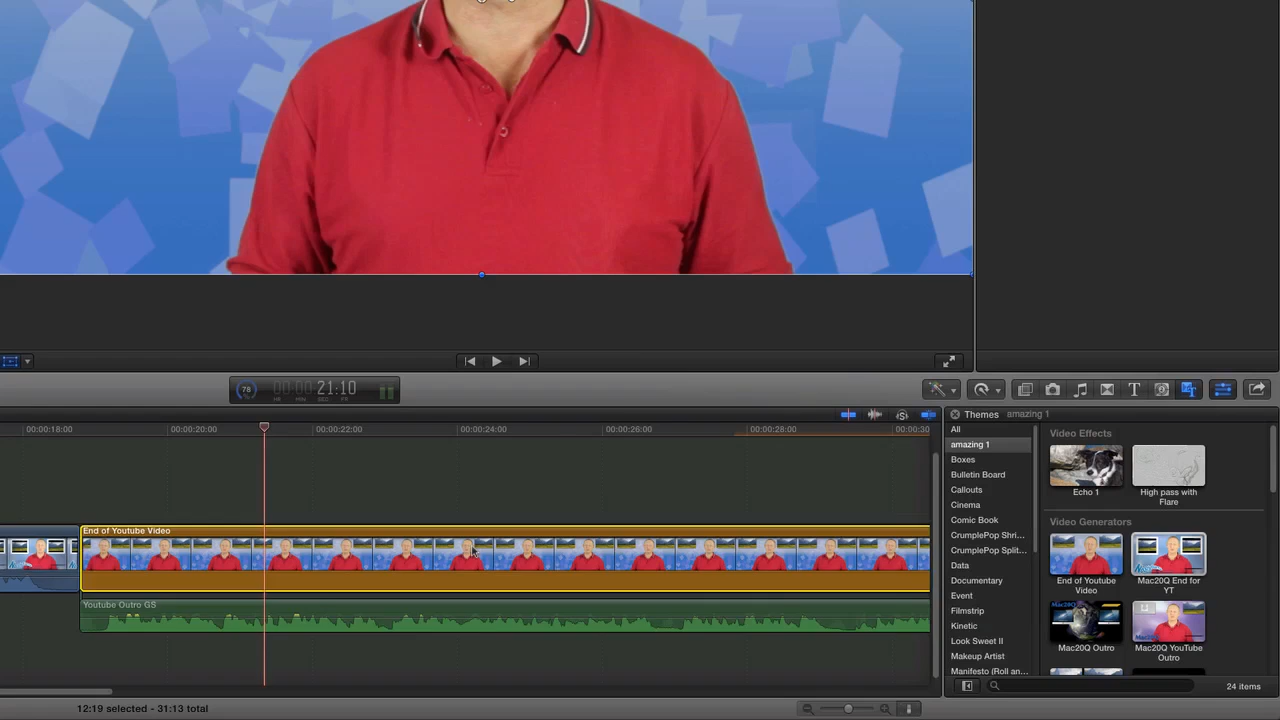 78
00:00 21:10
HR MIN SEC FR
00:00:18:00
00:00:20:00
00:00:22:00
00:00:24:00
00:00:26:00
00:00:28:00
00:00:30
End of Youtube Video
Youtube Outro GS
Themes amazing 1
All
amazing 1
Boxes
Bulletin Board
Callouts
Cinema
Comic Book
CrumplePop Shri...
CrumplePop Split...
Data
Documentary
Event
Filmstrip
Kinetic
Look Sweet II
Makeup Artist
Manifesto (Roll an...
Video Effects
Echo 1
High pass with
Flare
Video Generators
End of Youtube
Video
Mac20Q End for
YT
Mac20Q Outro
Mac20Q YouTube
Outro
24 items
12:19 selected - 31:13 total